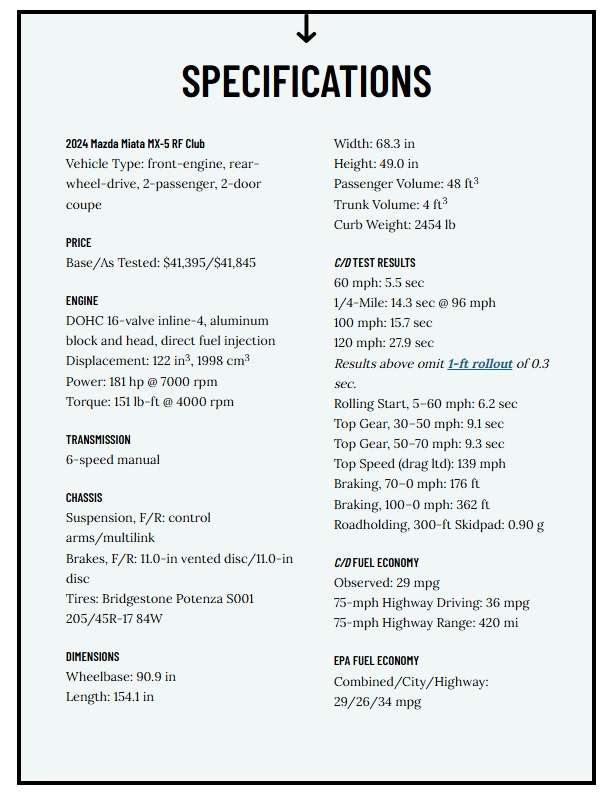 SPECIFICATIONS
2024 Mazda Miata MX-5 RF Club
Vehicle Type: front-engine, rear-
wheel-drive, 2-passenger, 2-door
coupe
PRICE
Base/As Tested: $41,395/$41,845
ENGINE
DOHC 16-valve inline-4, aluminum
block and head, direct fuel injection
Displacement: 122 in³, 1998 cm³
Power: 181 hp @ 7000 rpm
Torque: 151 lb-ft @ 4000 rpm
TRANSMISSION
6-speed manual
CHASSIS
Suspension, F/R: control
arms/multilink
Brakes, F/R: 11.0-in vented disc/11.0-in
disc
Tires: Bridgestone Potenza S001
205/45R-17 84W
DIMENSIONS
Wheelbase: 90.9 in
Length: 154.1 in
Width: 68.3 in
Height: 49.0 in
Passenger Volume: 48 ft³
Trunk Volume: 4 ft³
Curb Weight: 2454 lb
C/D TEST RESULTS
60 mph: 5.5 sec
1/4-Mile: 14.3 sec @ 96 mph
100 mph: 15.7 sec
120 mph: 27.9 sec
Results above omit 1-ft rollout of 0.3
sec.
Rolling Start, 5–60 mph: 6.2 sec
Top Gear, 30–50 mph: 9.1 sec
Top Gear, 50–70 mph: 9.3 sec
Top Speed (drag ltd): 139 mph
Braking, 70–0 mph: 176 ft
Braking, 100–0 mph: 362 ft
Roadholding, 300-ft Skidpad: 0.90 g
C/D FUEL ECONOMY
Observed: 29 mpg
75-mph Highway Driving: 36 mpg
75-mph Highway Range: 420 mi
EPA FUEL ECONOMY
Combined/City/Highway:
29/26/34 mpg